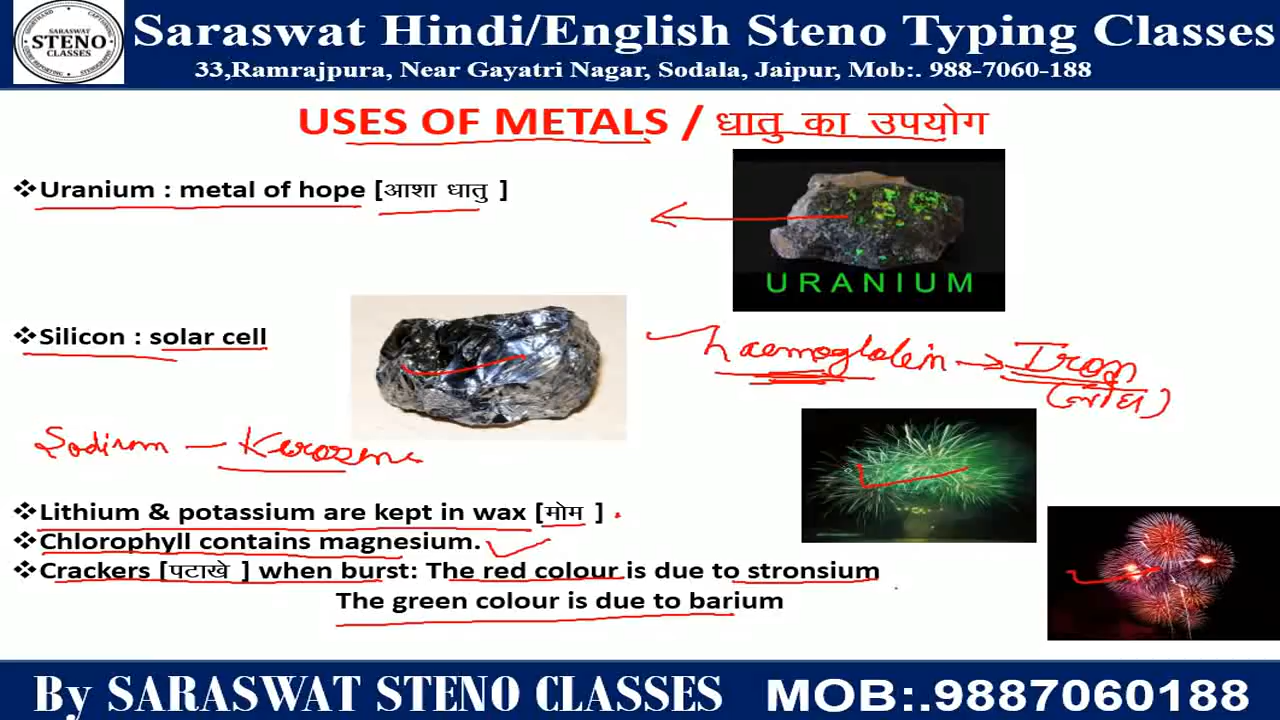 SARASWAT
STENO
CLASSES
Saraswat Hindi/English Steno Typing Classes
33,Ramrajpura, Near Gayatri Nagar, Sodala, Jaipur, Mob:. 988-7060-188
USES OF METALS / धातु का उपयोग
❖Uranium : metal of hope [आशा धातु ]
URANIUM
❖Silicon : solar cell
haemoglobin → Iron
Sodium — Kerosene
❖Lithium & potassium are kept in wax [मोम ]
❖Chlorophyll contains magnesium.
❖Crackers [पटाखे ] when burst: The red colour is due to stronsium
The green colour is due to barium
By SARASWAT STENO CLASSES MOB:.9887060188